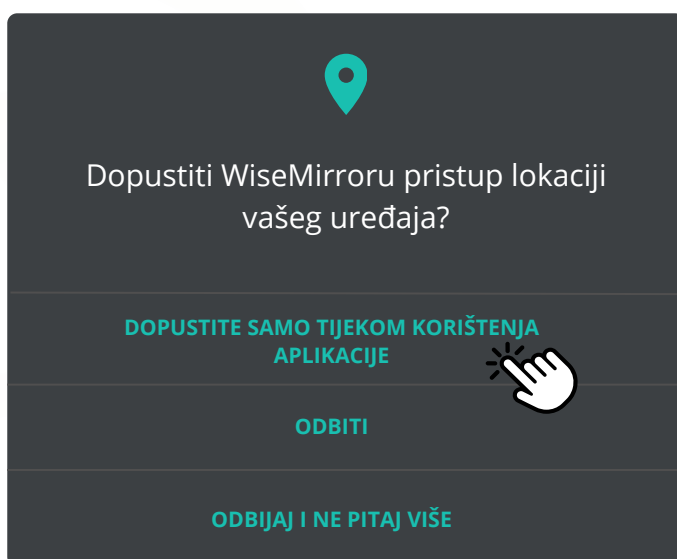 Dopustiti WiseMirroru pristup lokaciji
vašeg uređaja?
DOPUSTITE SAMO TIJEKOM KORIŠTENJA
APLIKACIJE
ODBITI
ODBIJAJ I NE PITAJ VIŠE